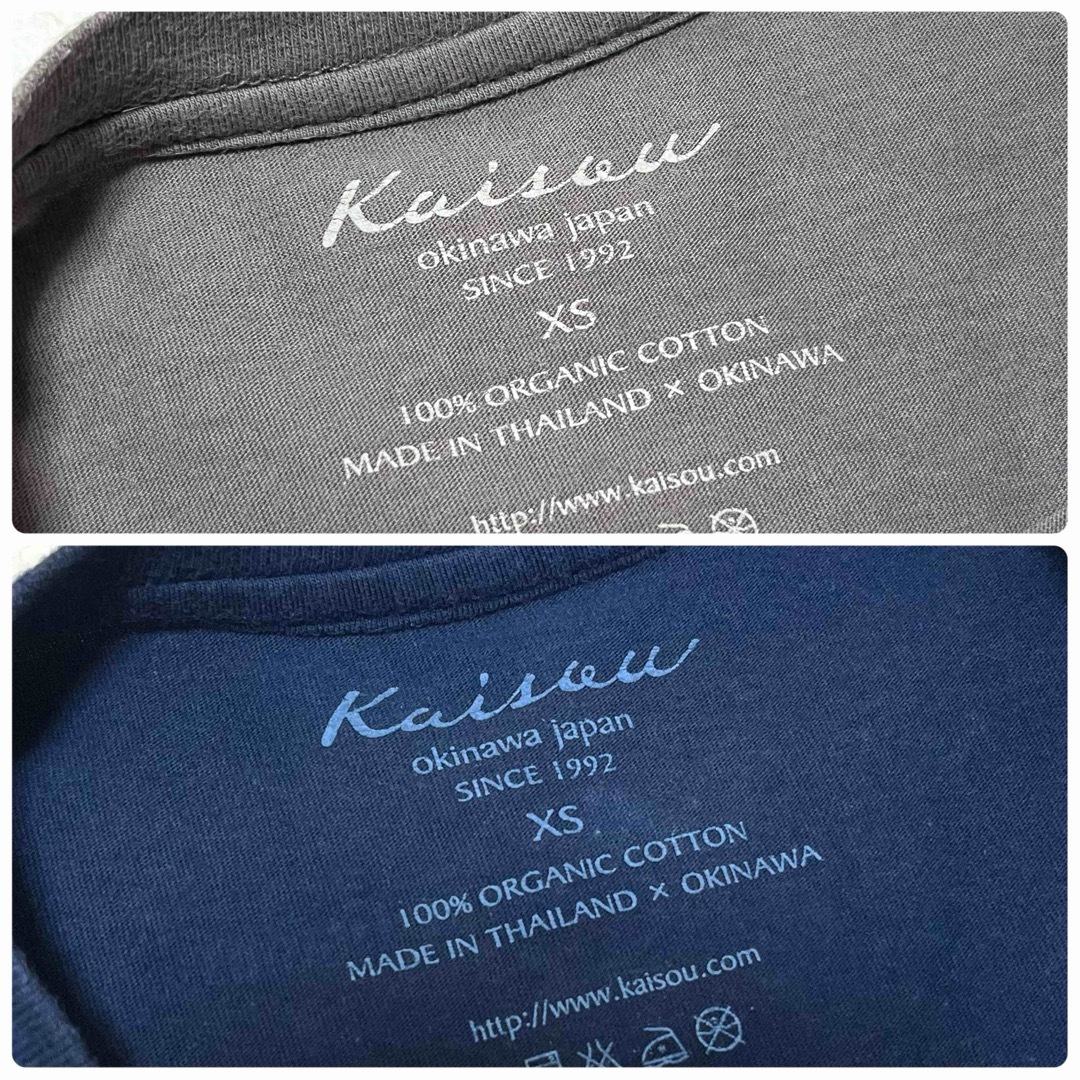 Kaisou
okinawa japan
SINCE 1992
XS
100% ORGANIC COTTON
MADE IN THAILAND × OKINAWA
http://www.kaisou.com
Kaisou
okinawa japan
SINCE 1992
XS
100% ORGANIC COTTON
MADE IN THAILAND × OKINAWA
http://www.kaisou.com